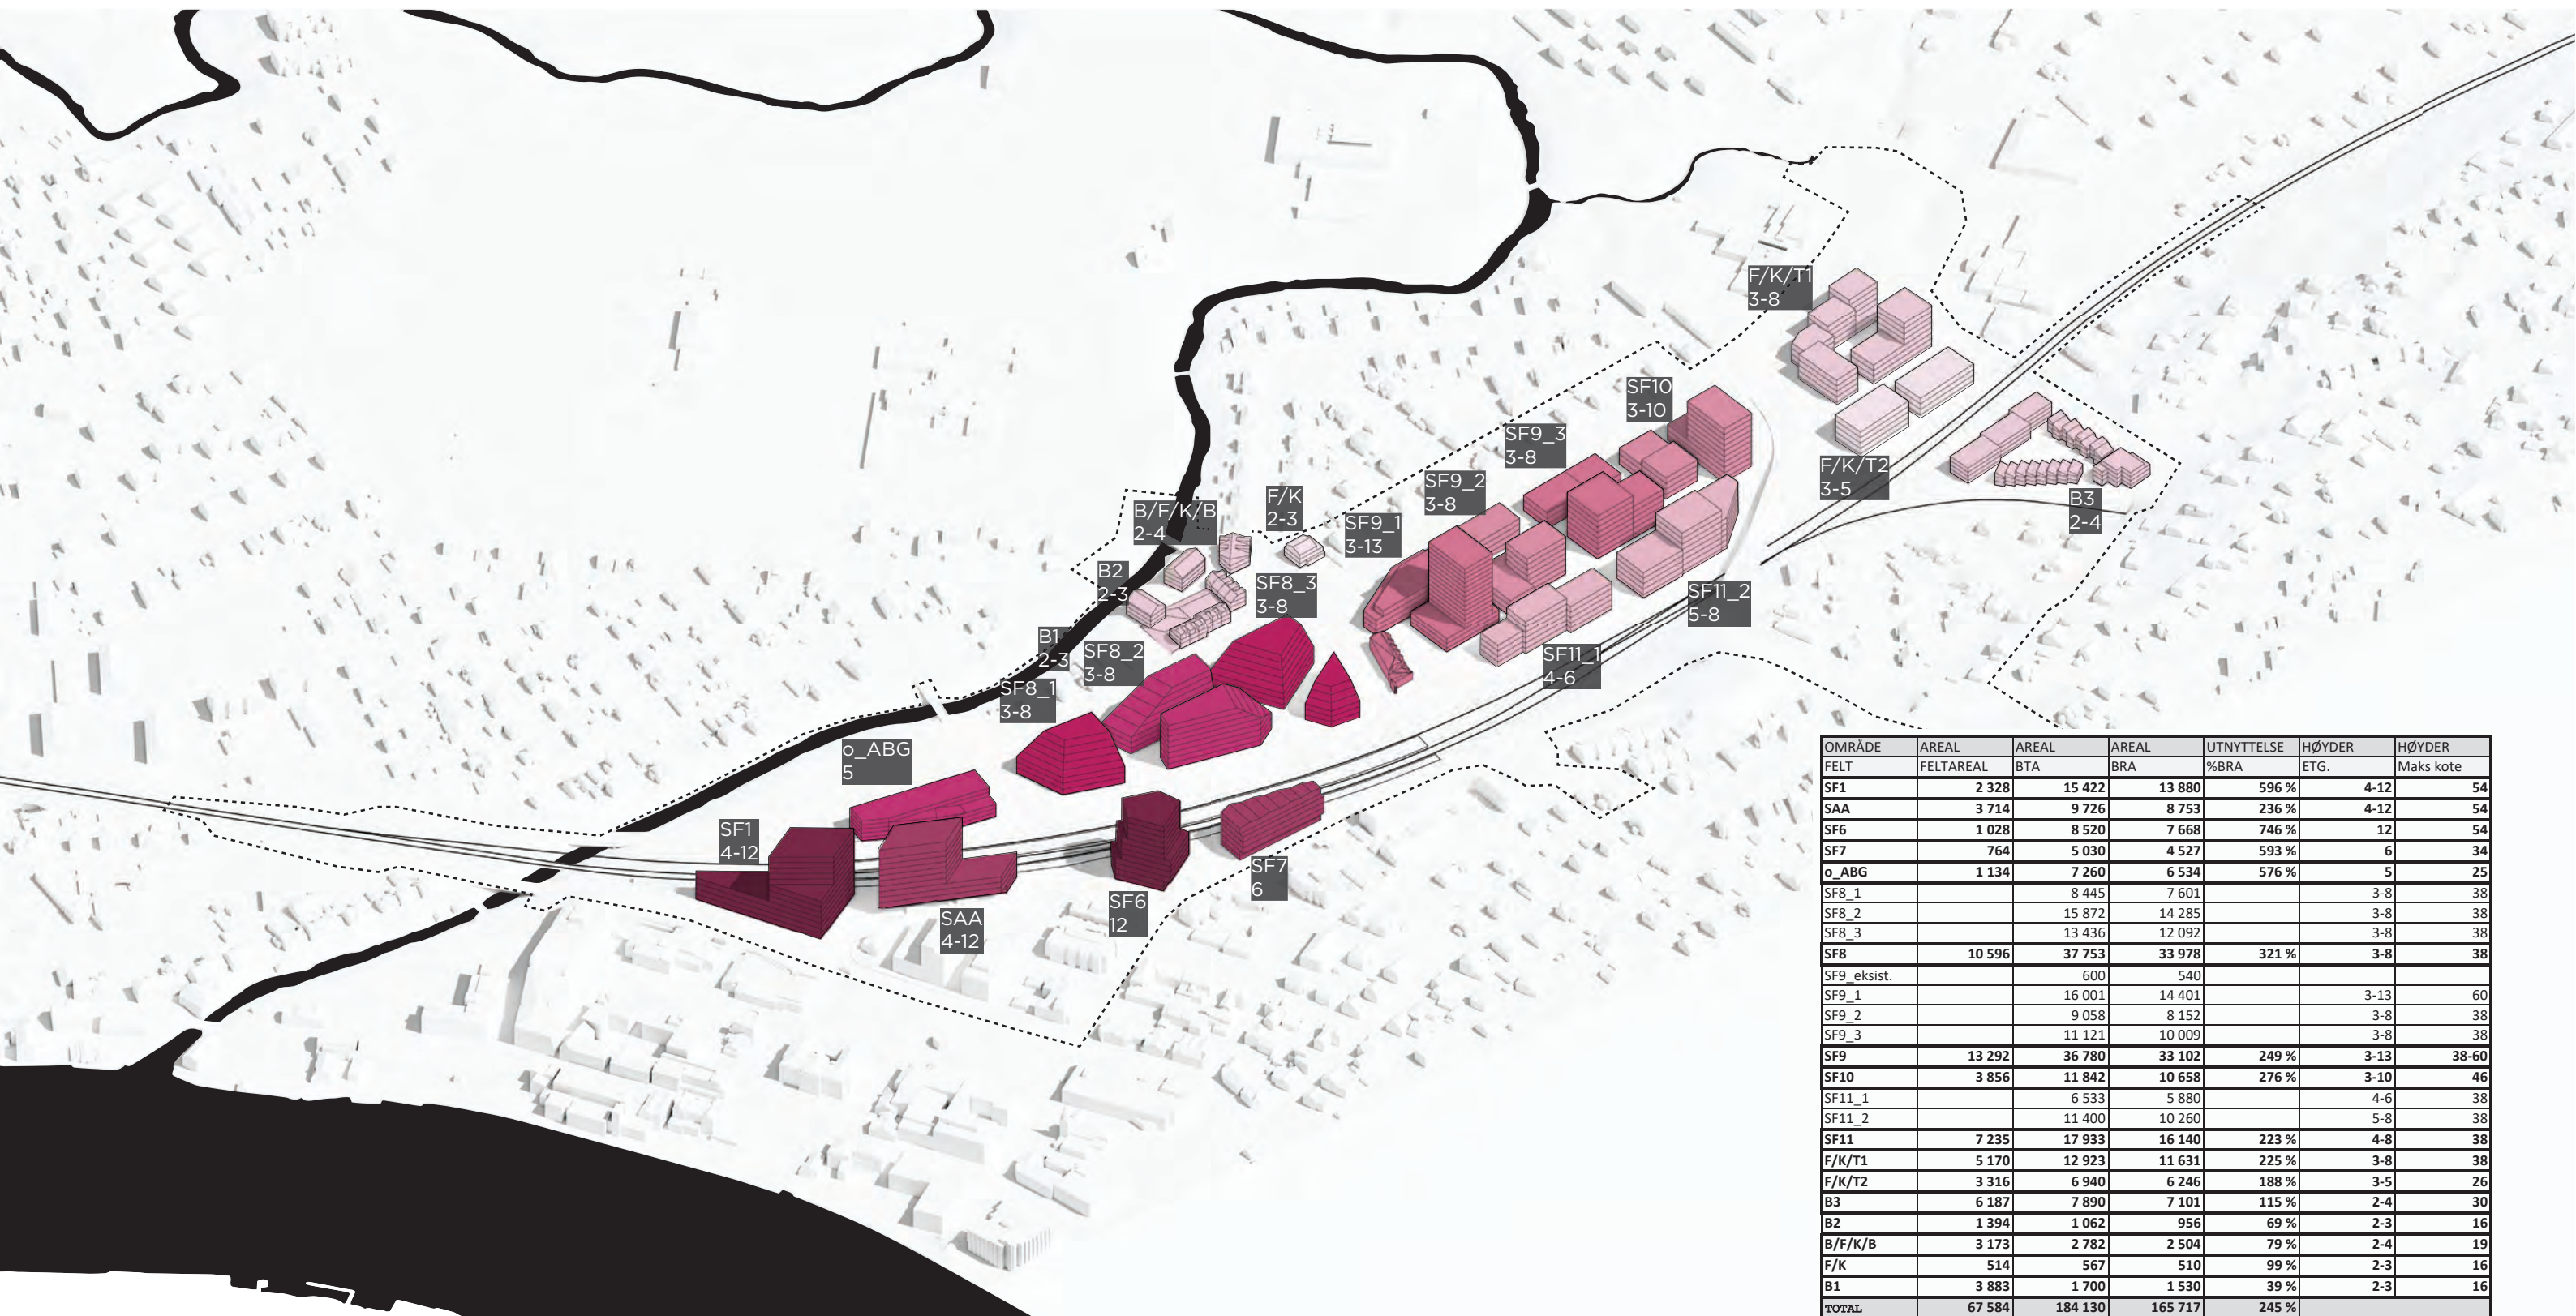 F/K/T1
3-8
SF10
3-10
SF9_3
3-8
F/K/T2
3-5
SF9_2
3-8
B3
2-4
B/F/K/B
2-4
F/K
2-3
SF9_1
3-13
B2
2-3
SF8_3
3-8
SF11_2
5-8
B1
2-3
SF8_2
3-8
SF11_1
4-6
SF8_1
3-8
o_ABG
5
SF1
4-12
SF7
6
SF6
12
SAA
4-12
OMRÅDE AREAL AREAL AREAL UTNYTTELSE HØYDER HØYDER
FELT FELTAREAL BTA BRA %BRA ETG. Maks kote
SF1 2 328 15 422 13 880 596 % 4-12 54
SAA 3 714 9 726 8 753 236 % 4-12 54
SF6 1 028 8 520 7 668 746 % 12 54
SF7 764 5 030 4 527 593 % 6 34
o_ABG 1 134 7 260 6 534 576 % 5 25
SF8_1 8 445 7 601 3-8 38
SF8_2 15 872 14 285 3-8 38
SF8_3 13 436 12 092 3-8 38
SF8 10 596 37 753 33 978 321 % 3-8 38
SF9_eksist. 600 540
SF9_1 16 001 14 401 3-13 60
SF9_2 9 058 8 152 3-8 38
SF9_3 11 121 10 009 3-8 38
SF9 13 292 36 780 33 102 249 % 3-13 38-60
SF10 3 856 11 842 10 658 276 % 3-10 46
SF11_1 6 533 5 880 4-6 38
SF11_2 11 400 10 260 5-8 38
SF11 7 235 17 933 16 140 223 % 4-8 38
F/K/T1 5 170 12 923 11 631 225 % 3-8 38
F/K/T2 3 316 6 940 6 246 188 % 3-5 26
B3 6 187 7 890 7 101 115 % 2-4 30
B2 1 394 1 062 956 69 % 2-3 16
B/F/K/B 3 173 2 782 2 504 79 % 2-4 19
F/K 514 567 510 99 % 2-3 16
B1 3 883 1 700 1 530 39 % 2-3 16
TOTAL 67 584 184 130 165 717 245 %